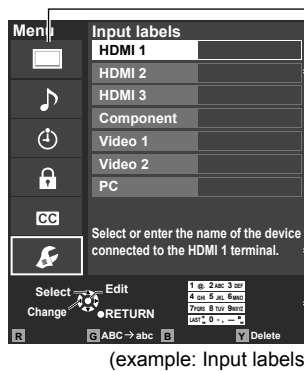 Menu
Input labels
HDMI 1
HDMI 2
HDMI 3
Component
Video 1
Video 2
PC
CC
Select or enter the name of the device
connected to the HDMI 1 terminal.
Select
Edit
Change
RETURN
1 @. 2 ABC 3 DEF
4 GHI 5 JKL 6 MNO
7 PQRS 8 TUV 9 WXYZ
LAST 0 - ,
R
G ABC→abc
B
Y Delete
(example: Input labels